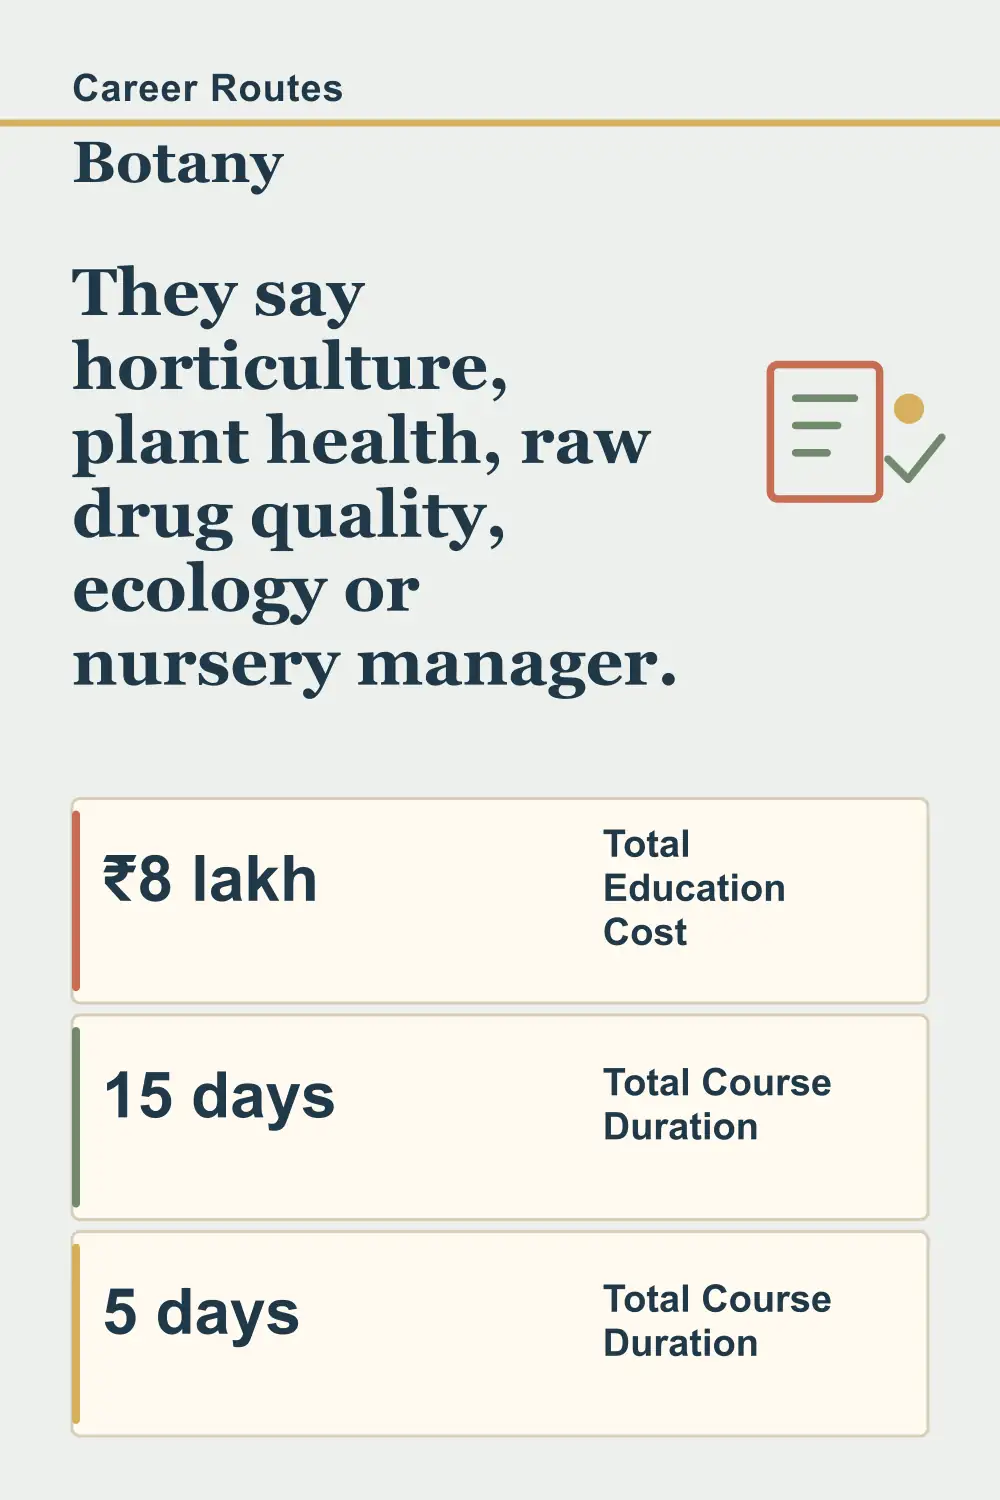 Career Routes
Botany
They say
horticulture,
plant health, raw
drug quality,
ecology or
nursery manager.
₹8 lakh
Total
Education
Cost
15 days
Total Course
Duration
5 days
Total Course
Duration